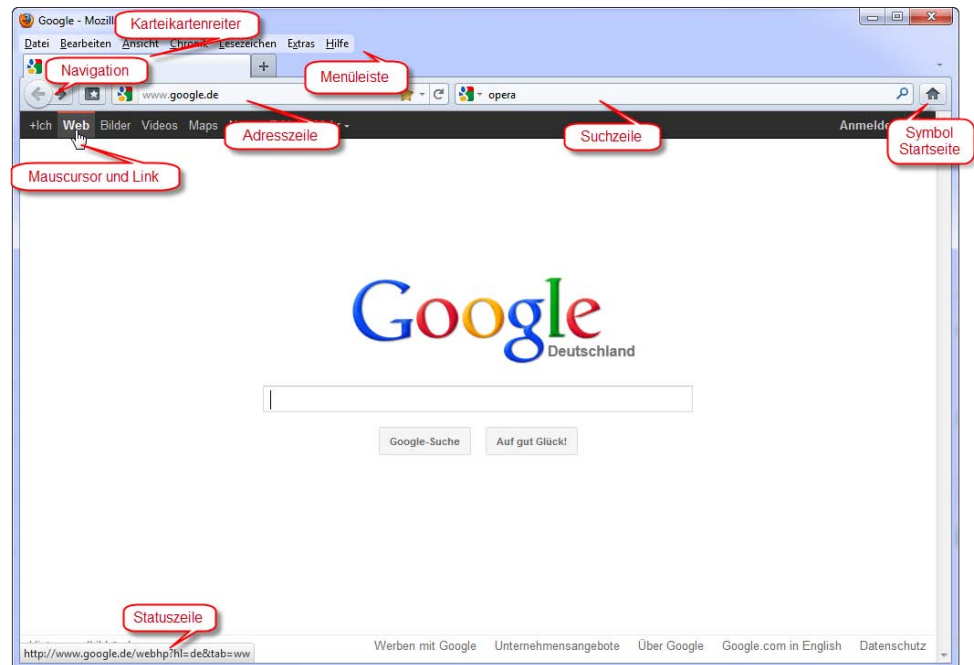 Google - Mozil
Karteikartenreiter
Datei Bearbeiten Ansicht Chronik Lesezeichen Extras Hilfe
Navigation
Menüleiste
www.google.de
opera
+Ich Web Bilder Videos Maps
Adresszeile
Suchzeile
Symbol
Startseite
Mauscursor und Link
Google
Deutschland
Google-Suche Auf gut Glück!
Statuszeile
http://www.google.de/webhp?hl=de&tab=ww
Werben mit Google Unternehmensangebote Über Google Google.com in English Datenschutz